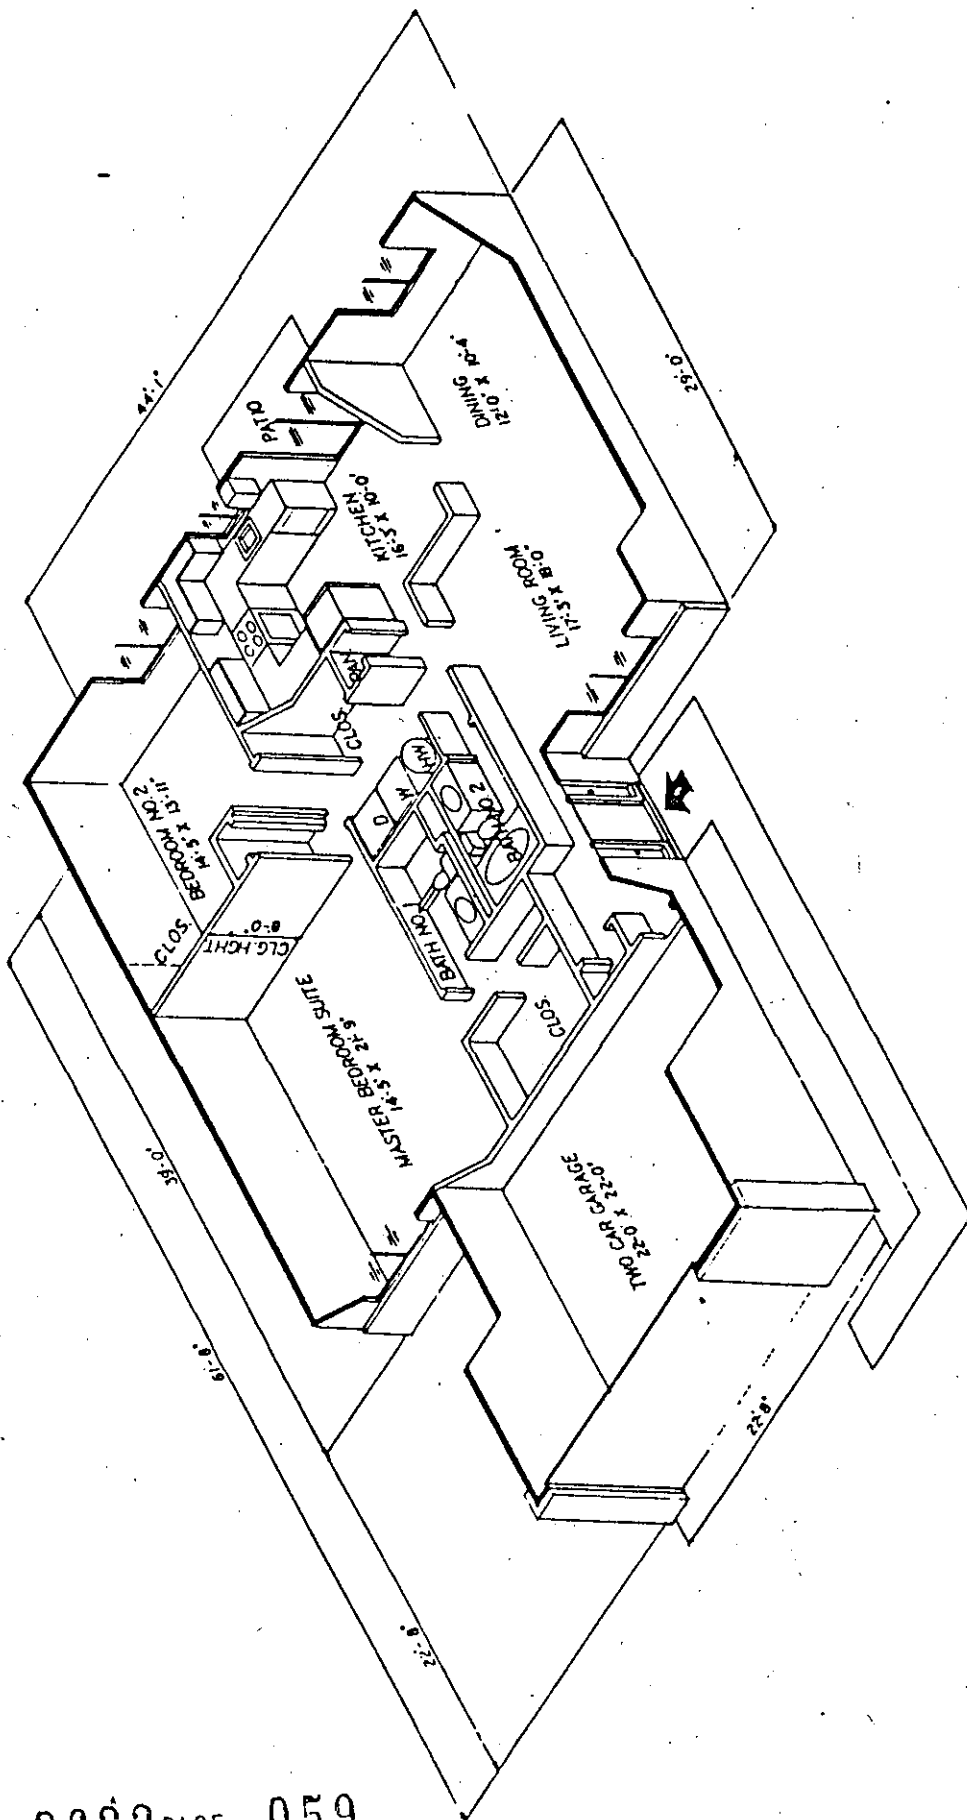 44'-1"
PATIO
KITCHEN
16'-5" X 10'-0"
DINING
12'-0" X 10'-4"
29'-0"
LIVING ROOM
17'-5" X 18'-0"
BEDROOM NO. 2
14'-5" X 13'-11"
CLOS.
CLOS.
PAN
CLG. HGHT
8'-0"
D
W
HW
BATH NO. 2
BATH NO. 1
MASTER BEDROOM SUITE
14'-5" X 21'-9"
CLOS.
39'-0"
61'-8"
TWO CAR GARAGE
22'-0" X 22'-0"
22'-8"
22'-8"
059